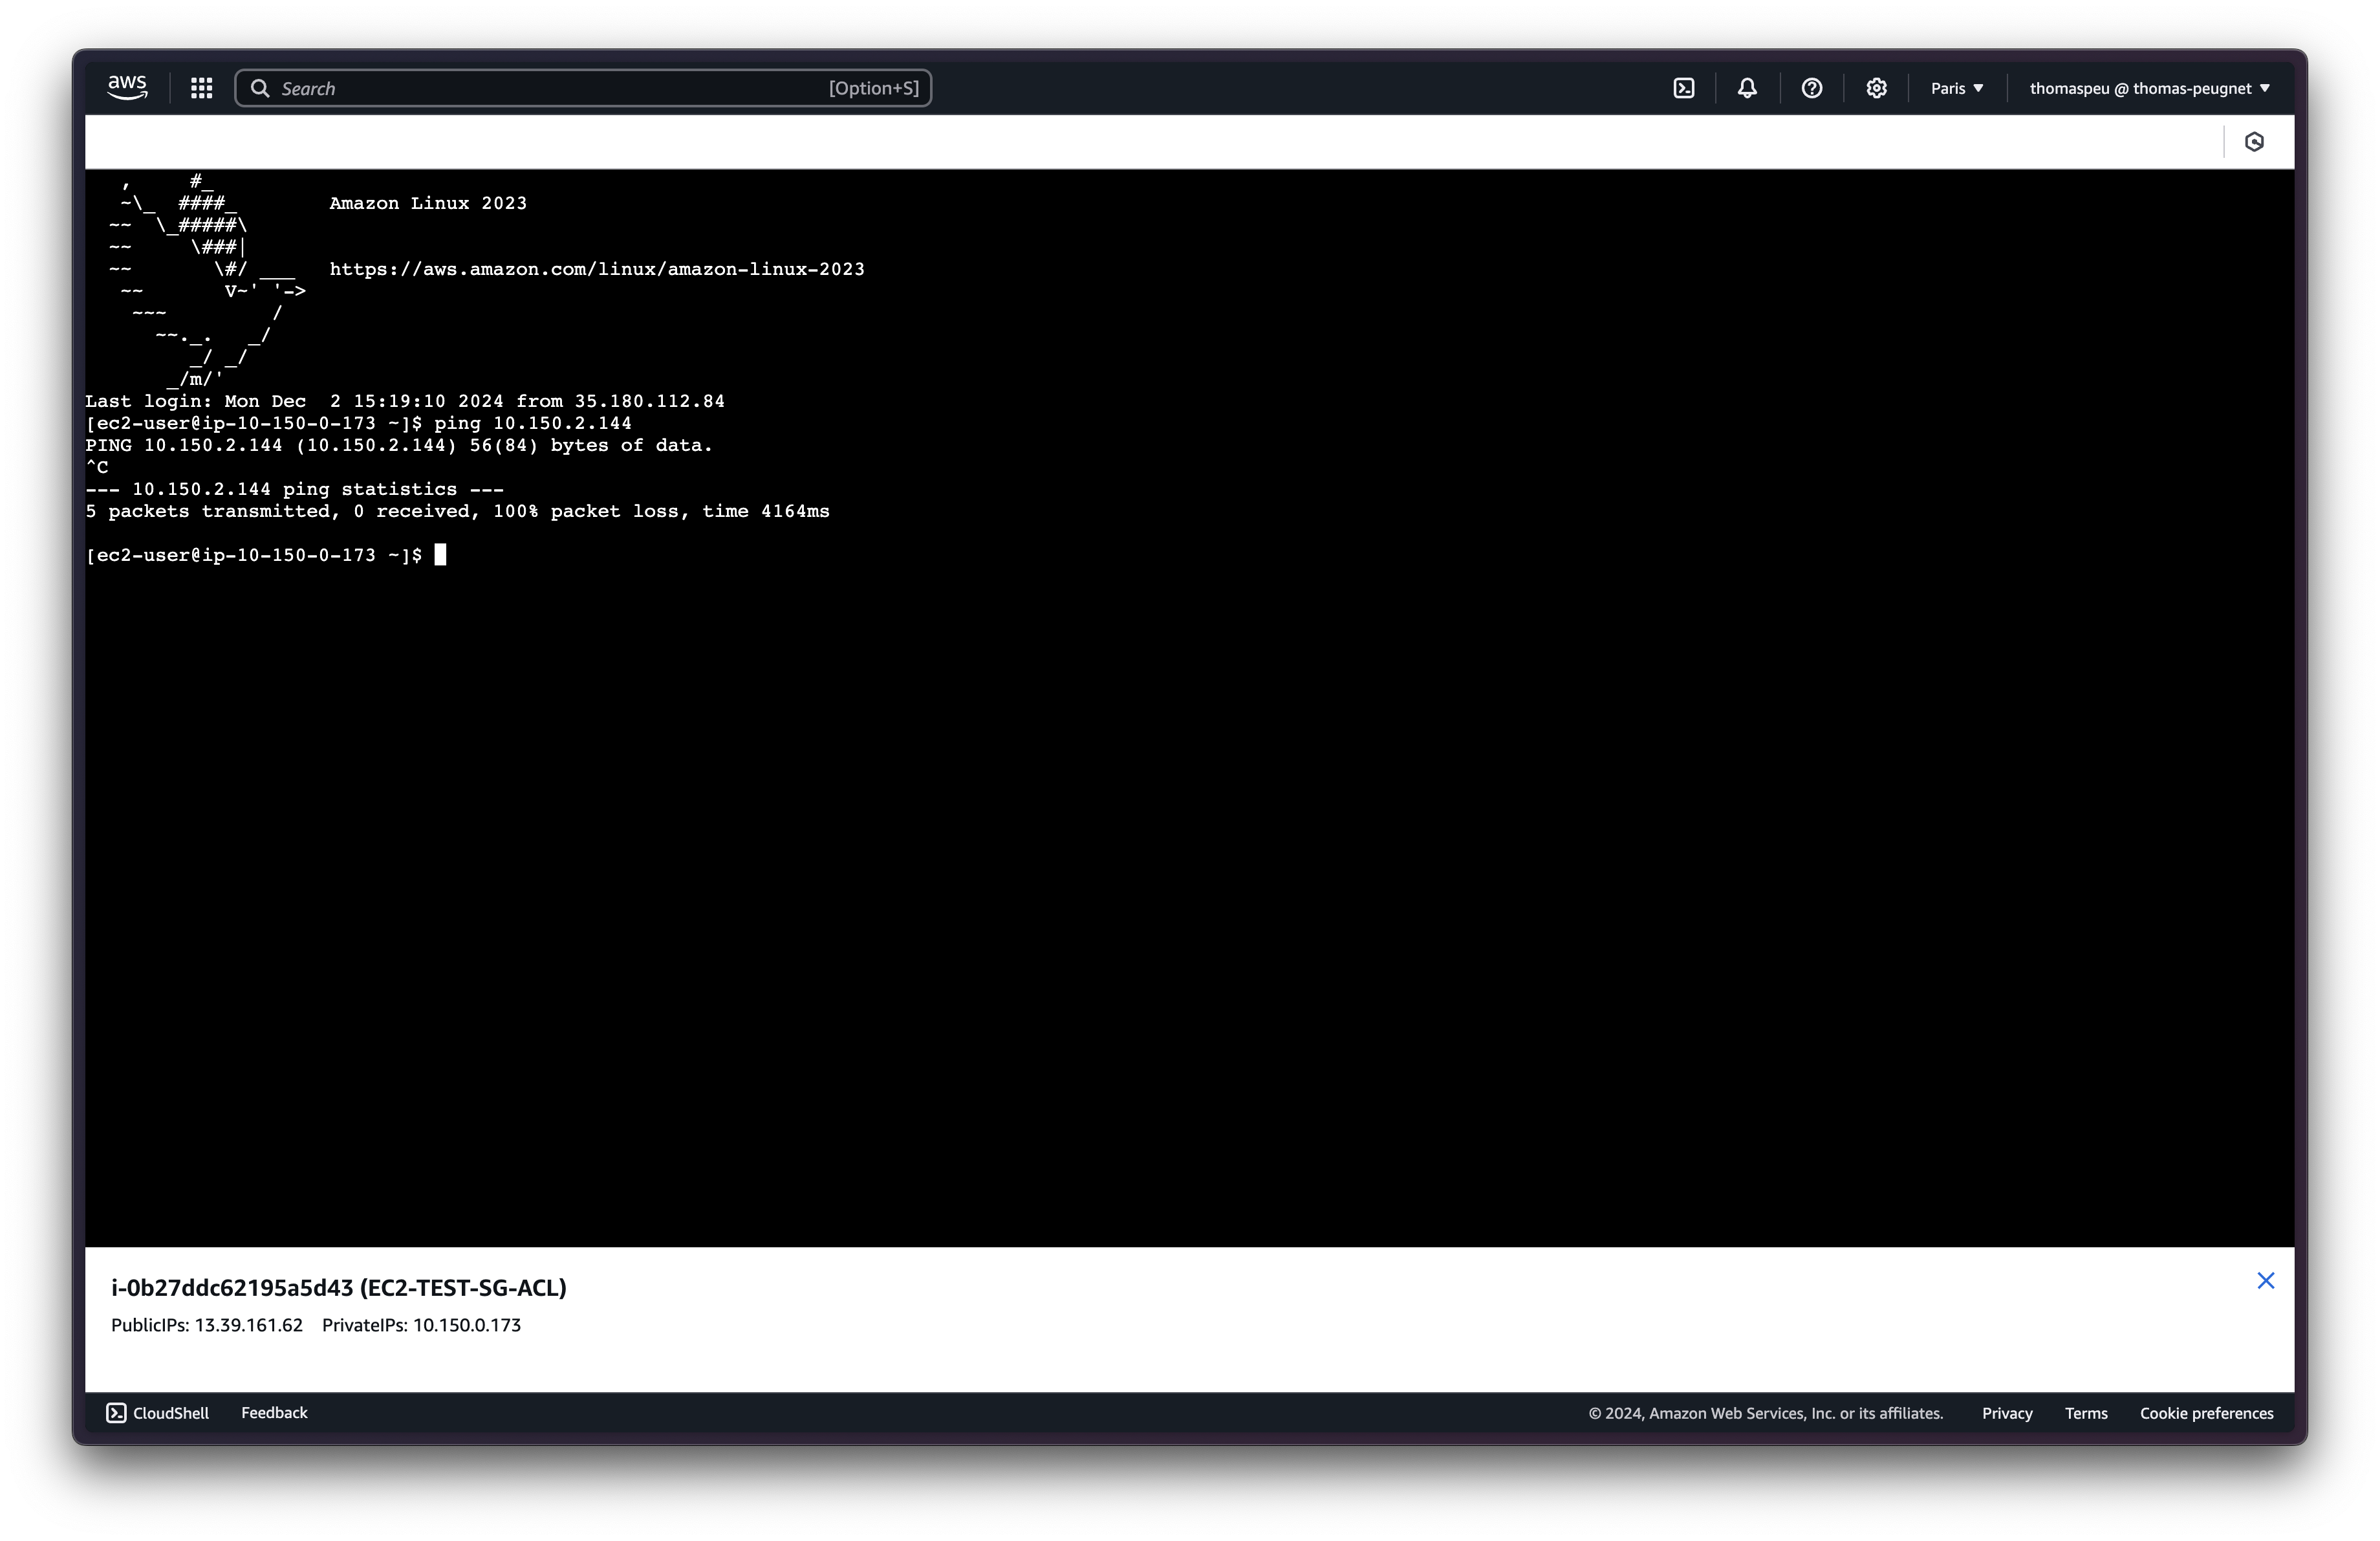 aws Search [Option+S] Paris ▼ thomaspeu @ thomas-peugnet ▼
   ,     #_
   ~\_  ####_        Amazon Linux 2023
  ~~  \_#####\
  ~~     \###|
  ~~       \#/ ___   https://aws.amazon.com/linux/amazon-linux-2023
   ~~       V~' '->
    ~~~         /
      ~~._.   _/
         _/ _/
       _/m/'
Last login: Mon Dec  2 15:19:10 2024 from 35.180.112.84
[ec2-user@ip-10-150-0-173 ~]$ ping 10.150.2.144
PING 10.150.2.144 (10.150.2.144) 56(84) bytes of data.
^C
--- 10.150.2.144 ping statistics ---
5 packets transmitted, 0 received, 100% packet loss, time 4164ms
[ec2-user@ip-10-150-0-173 ~]$
i-0b27ddc62195a5d43 (EC2-TEST-SG-ACL)
PublicIPs: 13.39.161.62 PrivateIPs: 10.150.0.173
CloudShell Feedback © 2024, Amazon Web Services, Inc. or its affiliates. Privacy Terms Cookie preferences